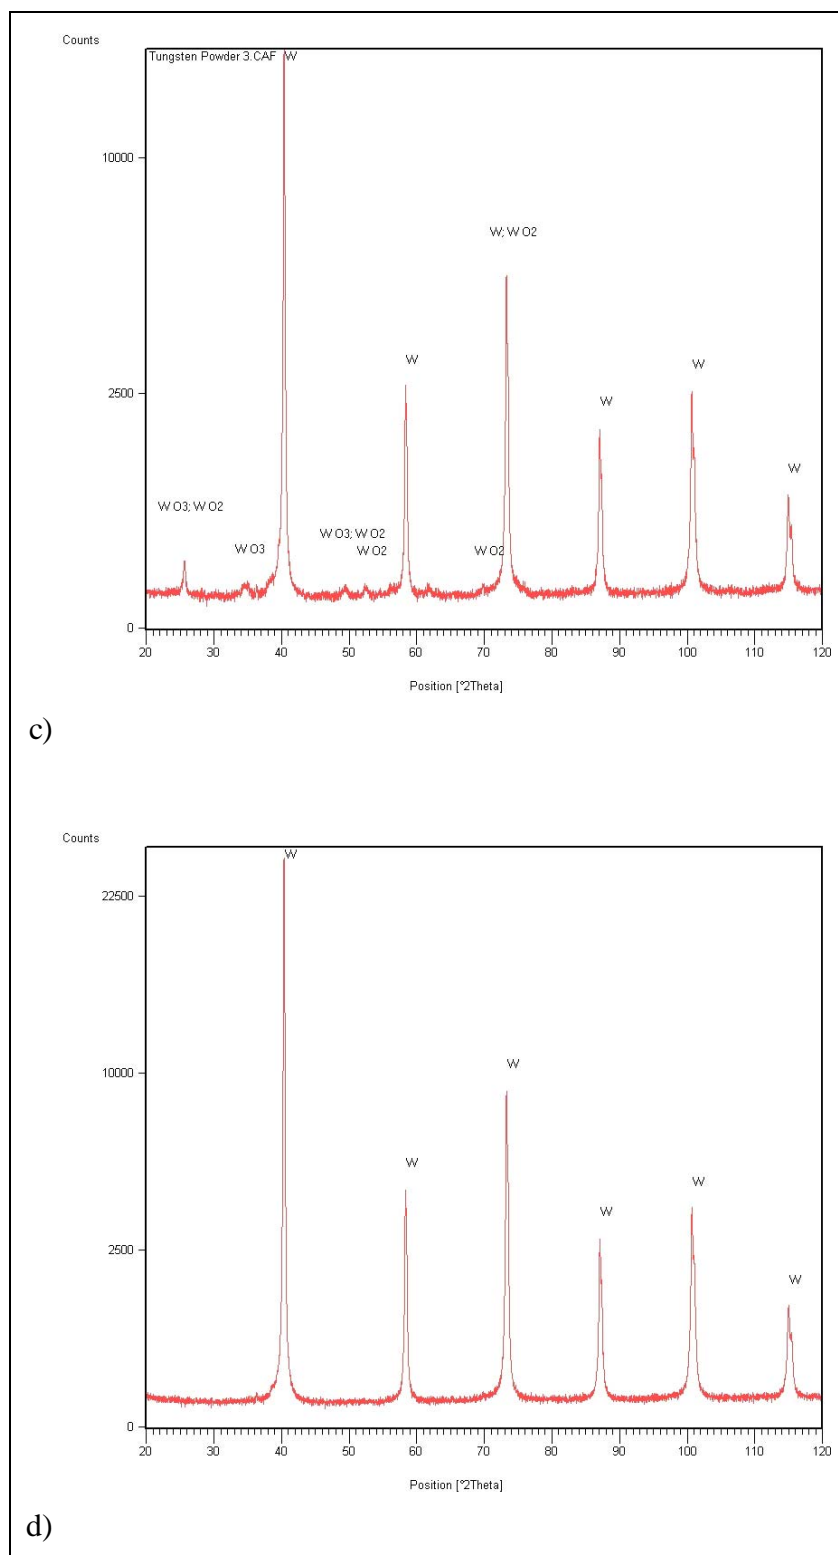 Counts
Tungsten Powder 3.CAF W
10000
W; W O2
W
W
2500
W
W
W O3; W O2
W O3; W O2
W O3 W O2 W O2
0
20 30 40 50 60 70 80 90 100 110 120
Position [°2Theta]
c)
Counts
W
22500
10000
W
W
W
W
2500
W
0
20 30 40 50 60 70 80 90 100 110 120
Position [°2Theta]
d)